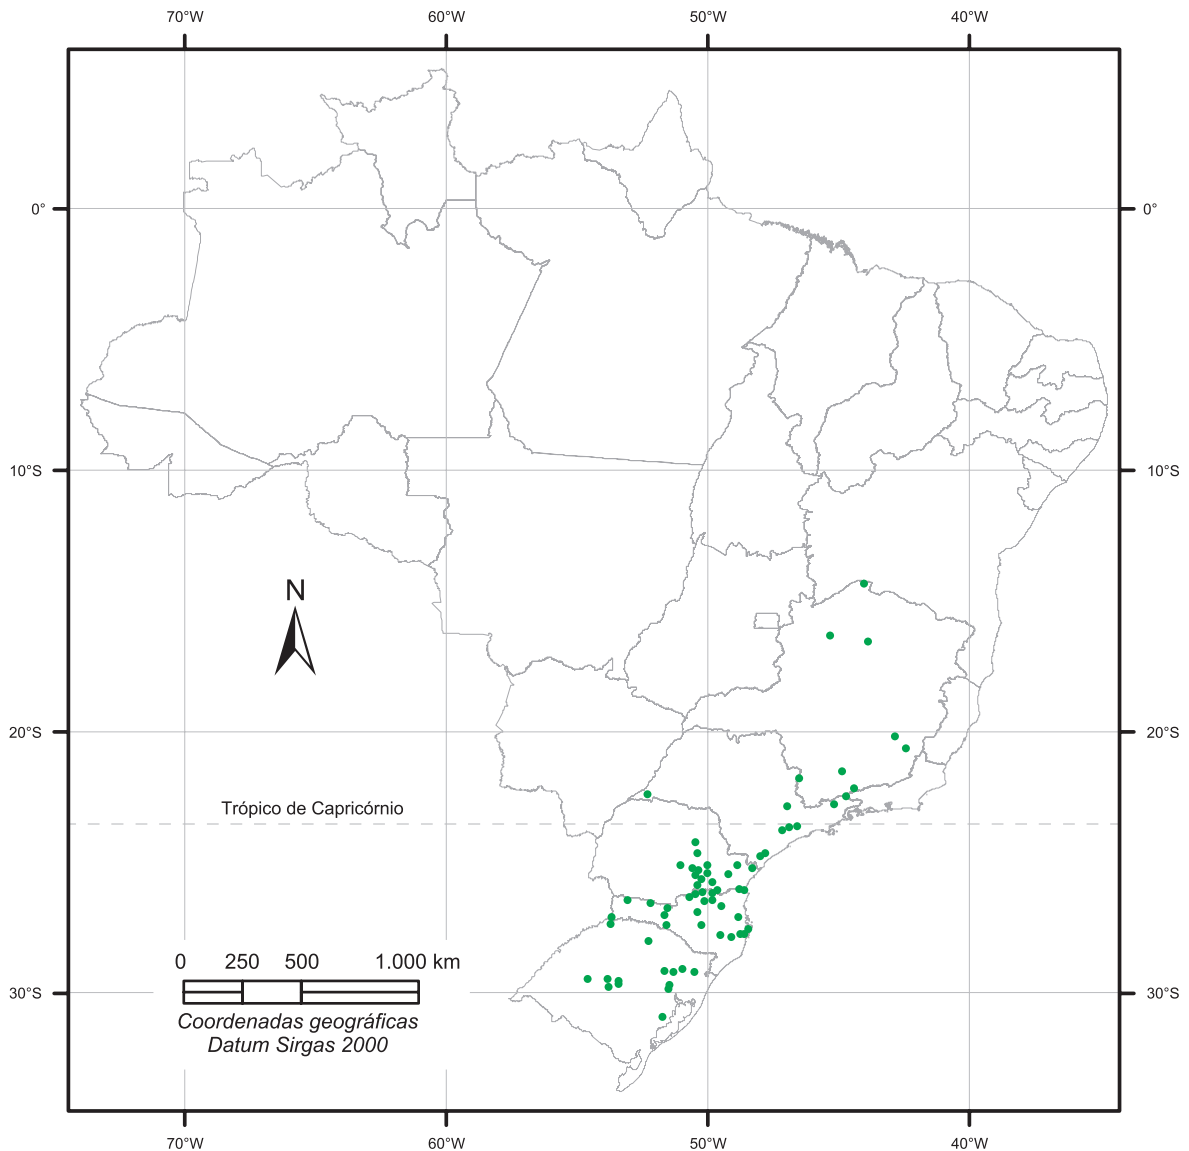 70°W 60°W 50°W 40°W
0° 0°
10°S 10°S
N
20°S 20°S
Trópico de Capricórnio
0 250 500 1.000 km
30°S 30°S
Coordenadas geográficas
Datum Sirgas 2000
70°W 60°W 50°W 40°W